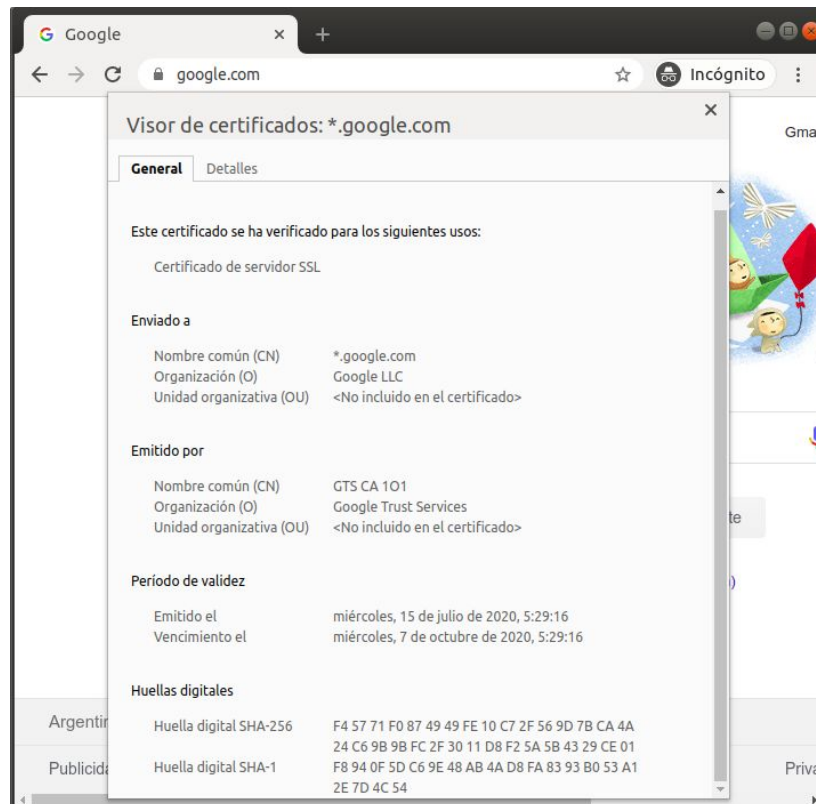 Google
google.com
Incógnito
Visor de certificados: *.google.com
Gma
General Detalles
Este certificado se ha verificado para los siguientes usos:
Certificado de servidor SSL
Enviado a
Nombre común (CN) *.google.com
Organización (O) Google LLC
Unidad organizativa (OU) <No incluido en el certificado>
Emitido por
Nombre común (CN) GTS CA 1O1
Organización (O) Google Trust Services
Unidad organizativa (OU) <No incluido en el certificado>
te
Período de validez
Emitido el miércoles, 15 de julio de 2020, 5:29:16
Vencimiento el miércoles, 7 de octubre de 2020, 5:29:16
Huellas digitales
Argentin
Huella digital SHA-256 F4 57 71 F0 87 49 49 FE 10 C7 2F 56 9D 7B CA 4A
24 C6 9B 9B FC 2F 30 11 D8 F2 5A 5B 43 29 CE 01
Publicida
Huella digital SHA-1 F8 94 0F 5D C6 9E 48 AB 4A D8 FA 83 93 B0 53 A1
2E 7D 4C 54
Priva